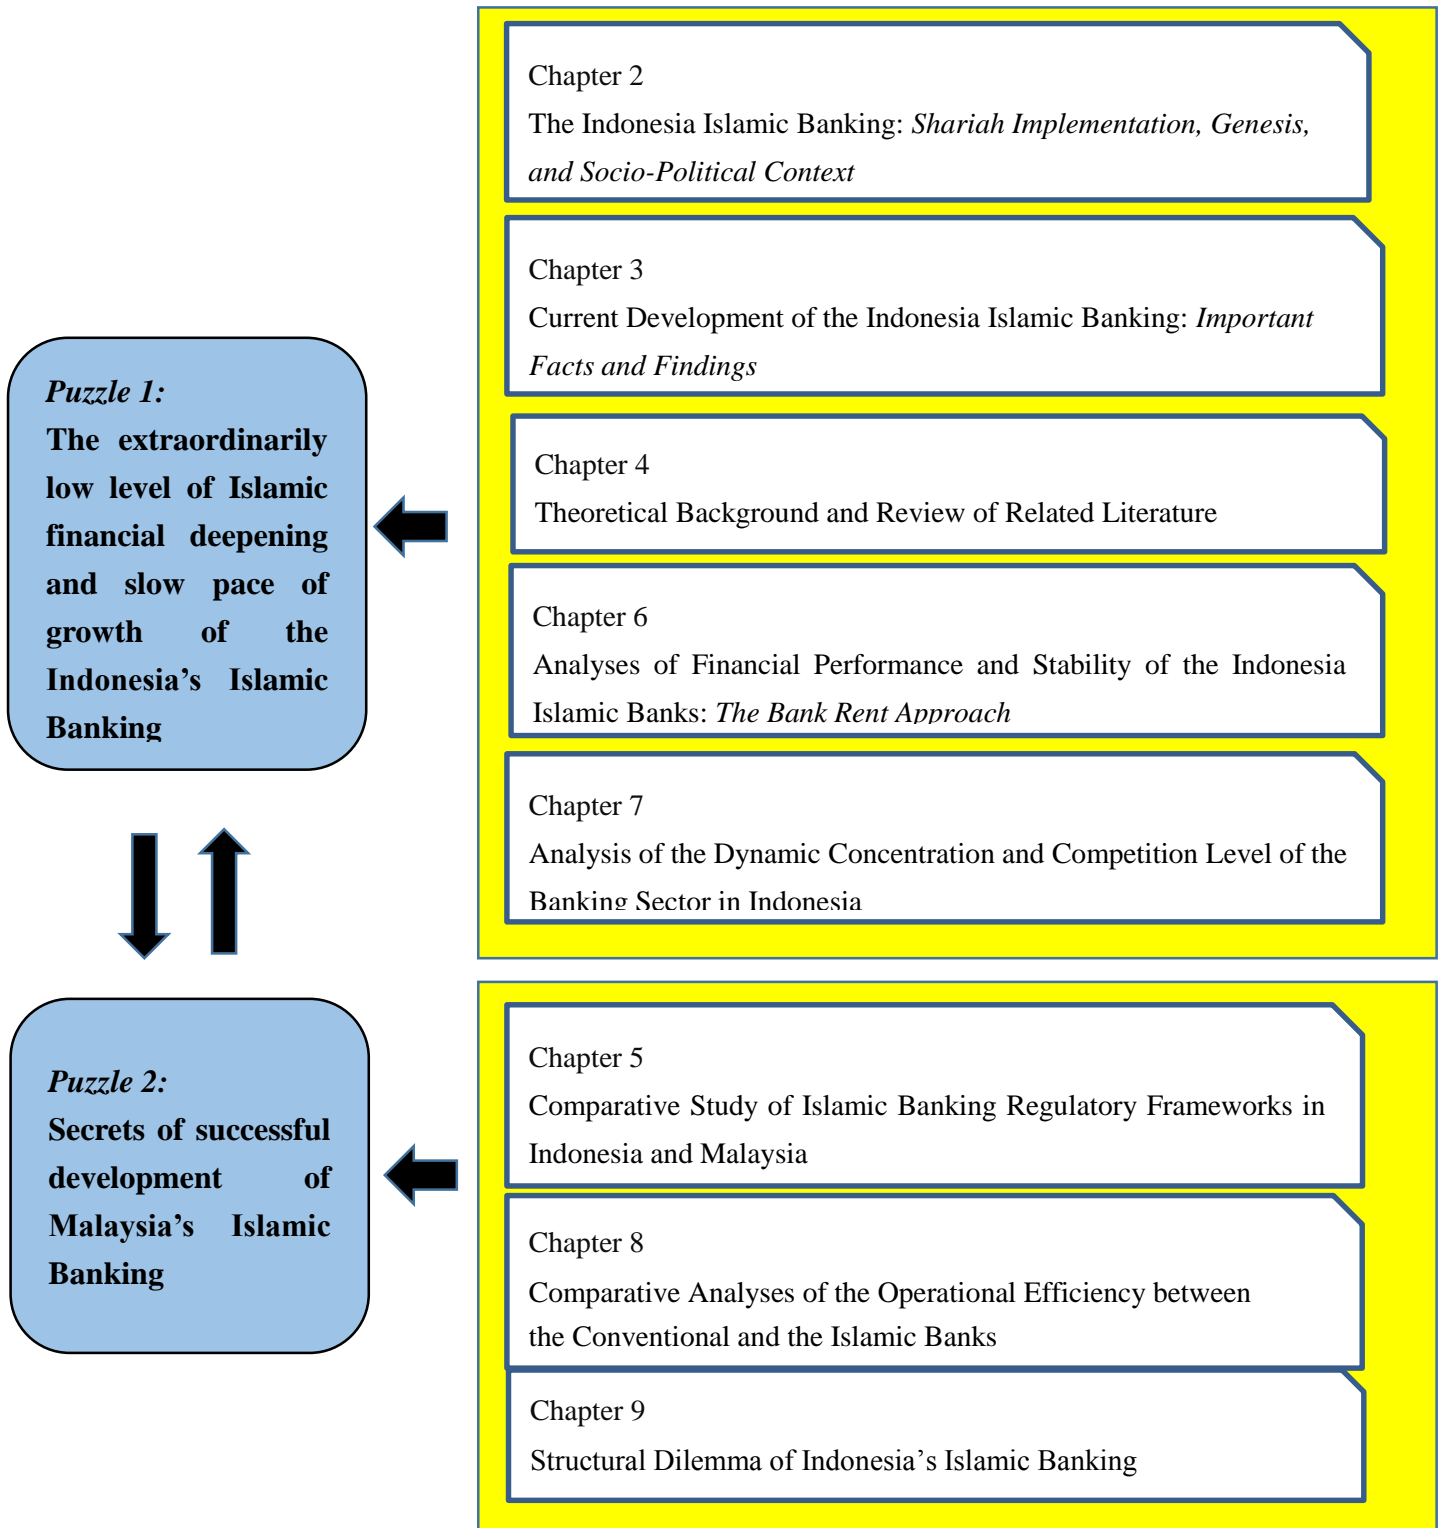 Chapter 2
The Indonesia Islamic Banking: Shariah Implementation, Genesis,
and Socio-Political Context
Chapter 3
Current Development of the Indonesia Islamic Banking: Important
Facts and Findings
Chapter 4
Theoretical Background and Review of Related Literature
Chapter 6
Analyses of Financial Performance and Stability of the Indonesia
Islamic Banks: The Bank Rent Approach
Chapter 7
Analysis of the Dynamic Concentration and Competition Level of the
Banking Sector in Indonesia
Puzzle 1:
The extraordinarily
low level of Islamic
financial deepening
and slow pace of
growth of the
Indonesia’s Islamic
Banking
Puzzle 2:
Secrets of successful
development of
Malaysia’s Islamic
Banking
Chapter 5
Comparative Study of Islamic Banking Regulatory Frameworks in
Indonesia and Malaysia
Chapter 8
Comparative Analyses of the Operational Efficiency between
the Conventional and the Islamic Banks
Chapter 9
Structural Dilemma of Indonesia’s Islamic Banking